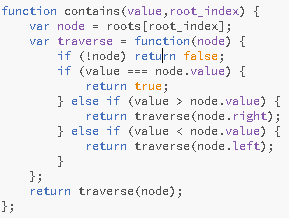 function contains(value,root_index) {
    var node = roots[root_index];
    var traverse = function(node) {
        if (!node) return false;
        if (value === node.value) {
            return true;
        } else if (value > node.value) {
            return traverse(node.right);
        } else if (value < node.value) {
            return traverse(node.left);
        }
    };
    return traverse(node);
};